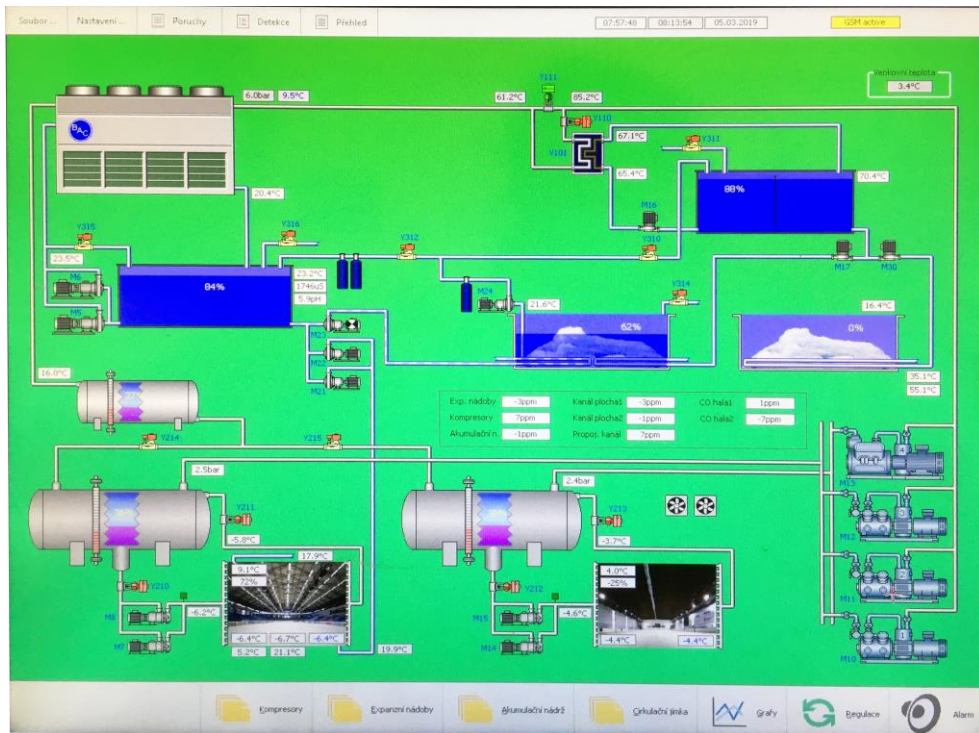 Soubor ... Nastavení ... Poruchy Detekce Přehled 07:57:48 08:13:54 05.03.2019 GSM active
Venkovní teplota
3.4°C
Y111
6.0bar 9.5°C 61.2°C 85.2°C
Y110
BAC
67.1°C Y311
Y101
65.4°C 70.4°C
88%
20.4°C
M16
Y315 Y316 Y312 Y310
23.5°C M17 M30
M6 84% 23.2°C
1746uS
5.9pH
M24 21.6°C Y314 16.4°C
M5 62% 0%
M23
M22
M21
16.0°C 35.1°C
55.1°C
Exp. nádoby -3ppm Kanál plocha1 -3ppm CO hala1 1ppm
Kompresory 7ppm Kanál plocha2 -1ppm CO hala2 -7ppm
Akumulační n. -1ppm Propoj. kanál 7ppm
Y214 Y215
2.5bar 2.4bar
4
M13
Y211 Y213
3
M12
-5.8°C -3.7°C
17.9°C
9.1°C 4.0°C
72% -25%
Y210 Y212
2
M11
-6.2°C -4.6°C
M8 M15
-6.4°C -6.7°C -6.4°C -4.4°C -4.4°C
M7 5.2°C 21.1°C 19.9°C M14
1
M10
Kompresory Expanzní nádoby Akumulační nádrž Cirkulační jímka Grafy Regulace Alarm